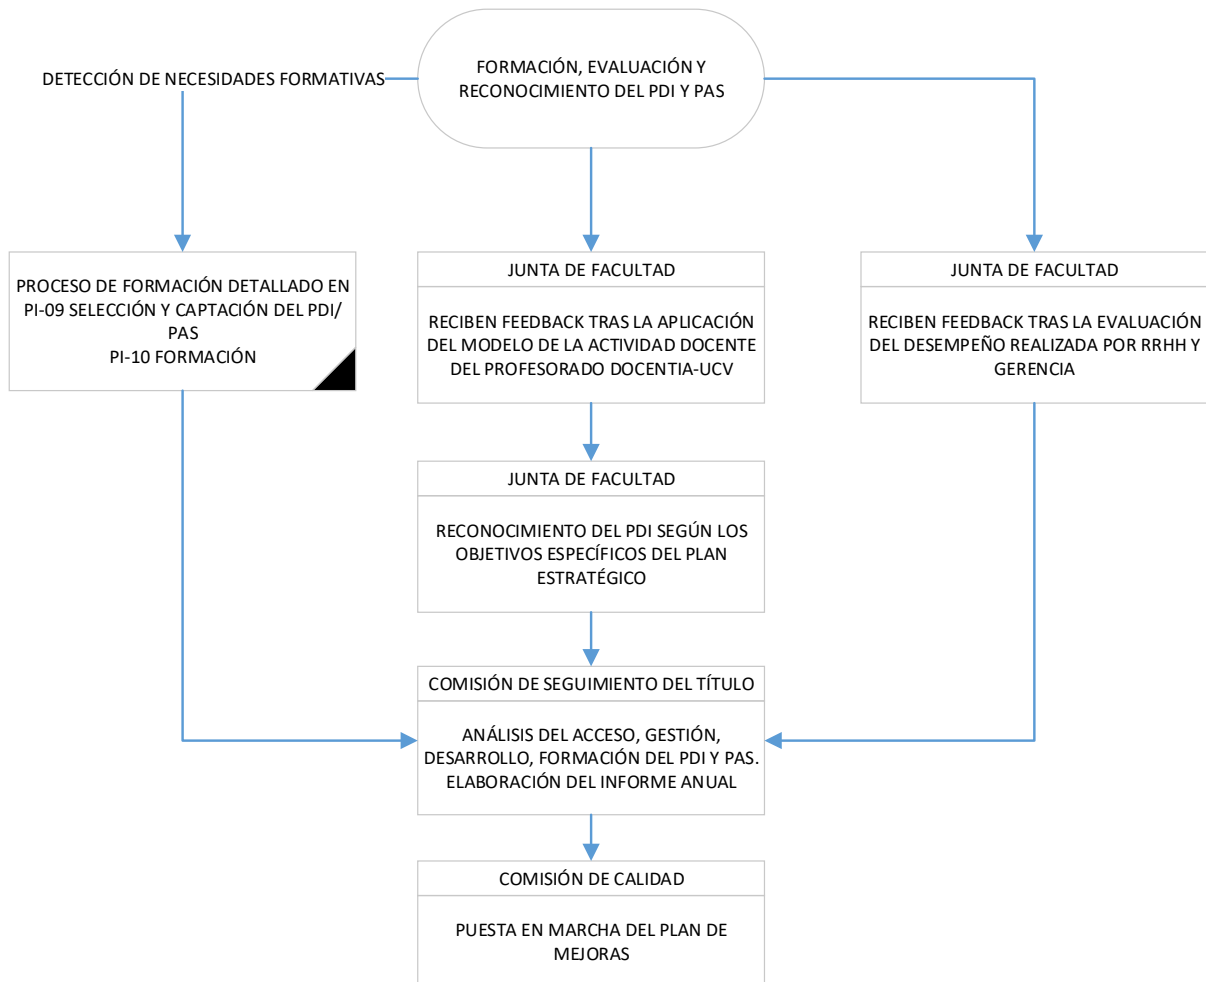 FORMACIÓN, EVALUACIÓN Y
RECONOCIMIENTO DEL PDI Y PAS
DETECCIÓN DE NECESIDADES FORMATIVAS
PROCESO DE FORMACIÓN DETALLADO EN
PI-09 SELECCIÓN Y CAPTACIÓN DEL PDI/
PAS
PI-10 FORMACIÓN
JUNTA DE FACULTAD
RECIBEN FEEDBACK TRAS LA APLICACIÓN
DEL MODELO DE LA ACTIVIDAD DOCENTE
DEL PROFESORADO DOCENTIA-UCV
JUNTA DE FACULTAD
RECIBEN FEEDBACK TRAS LA EVALUACIÓN
DEL DESEMPEÑO REALIZADA POR RRHH Y
GERENCIA
JUNTA DE FACULTAD
RECONOCIMIENTO DEL PDI SEGÚN LOS
OBJETIVOS ESPECÍFICOS DEL PLAN
ESTRATÉGICO
COMISIÓN DE SEGUIMIENTO DEL TÍTULO
ANÁLISIS DEL ACCESO, GESTIÓN,
DESARROLLO, FORMACIÓN DEL PDI Y PAS.
ELABORACIÓN DEL INFORME ANUAL
COMISIÓN DE CALIDAD
PUESTA EN MARCHA DEL PLAN DE
MEJORAS